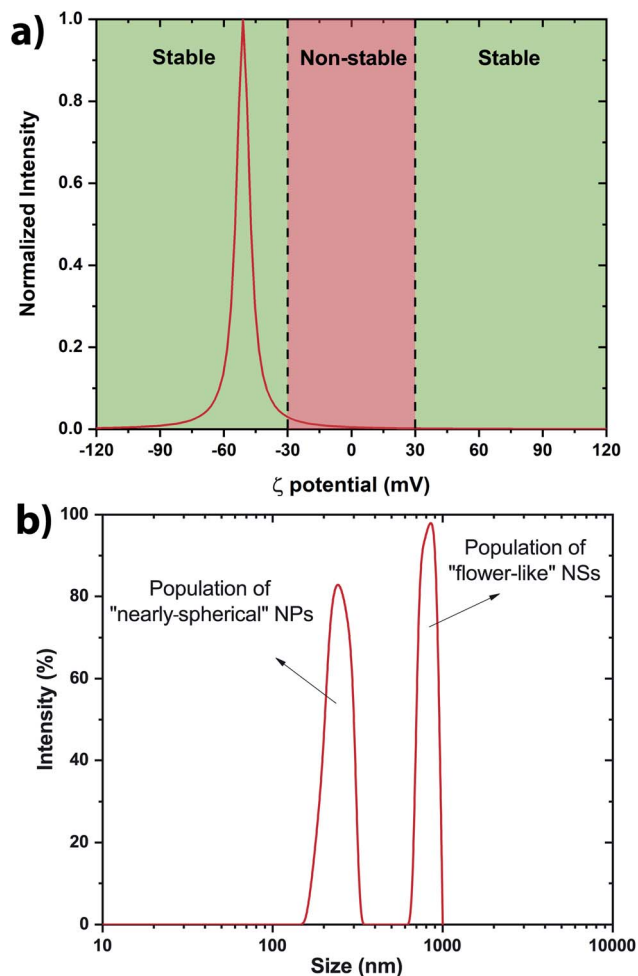 a)
Stable
Non-stable
Stable
Normalized Intensity
1.0
0.8
0.6
0.4
0.2
0.0
-120
-90
-60
-30
0
30
60
90
120
ζ potential (mV)
b)
Population of
"nearly-spherical" NPs
Population of
"flower-like" NSs
Intensity (%)
100
80
60
40
20
0
10
100
1000
10000
Size (nm)